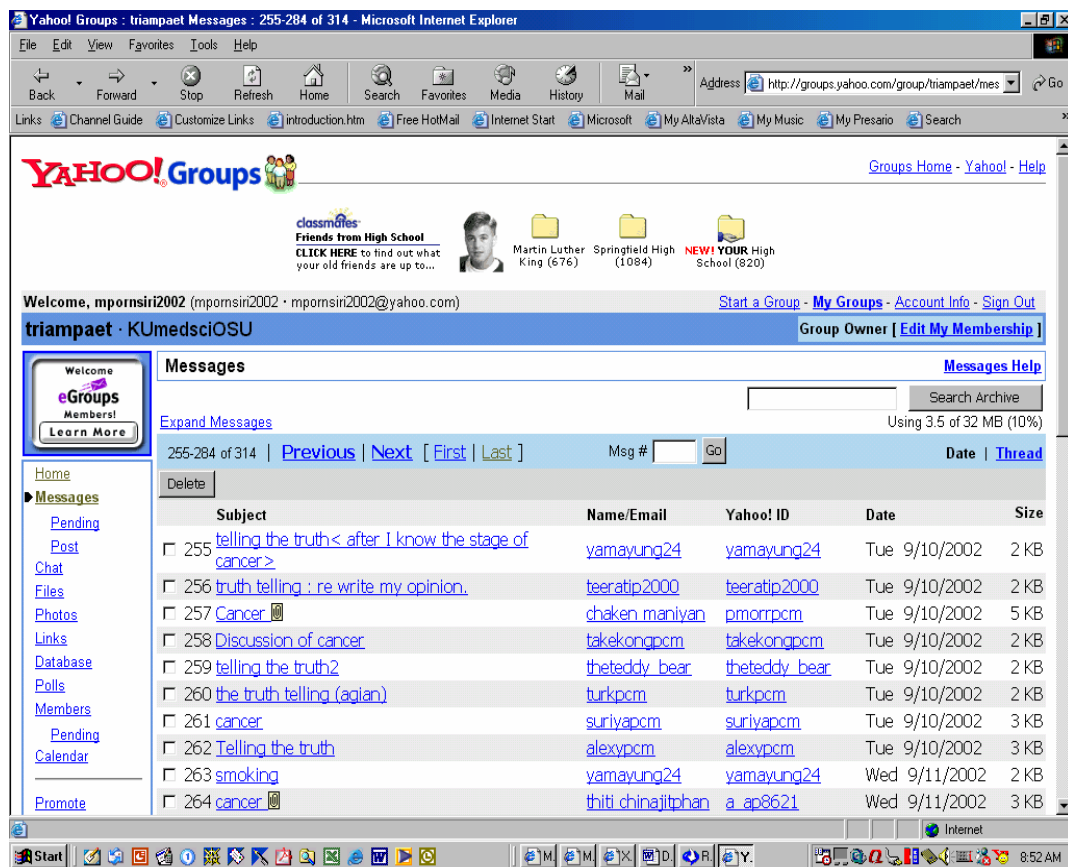 Yahoo! Groups : triampaet Messages : 255-284 of 314 - Microsoft Internet Explorer
File Edit View Favorites Tools Help
Back Forward Stop Refresh Home Search Favorites Media History Mail » Address http://groups.yahoo.com/group/triampaet/mes Go
Links Channel Guide Customize Links introduction.htm Free HotMail Internet Start Microsoft My AltaVista My Music My Presario Search »
YAHOO! Groups
Groups Home - Yahoo! - Help
classmates
Friends from High School
CLICK HERE to find out what
your old friends are up to...
Martin Luther
King (676)
Springfield High
(1084)
NEW! YOUR High
School (820)
Welcome, mpornsiri2002 (mpornsiri2002 · mpornsiri2002@yahoo.com)
Start a Group - My Groups - Account Info - Sign Out
triampaet · KUmedsciOSU
Group Owner [ Edit My Membership ]
Welcome
eGroups
Members!
Learn More
Home
Messages
Pending
Post
Chat
Files
Photos
Links
Database
Polls
Members
Pending
Calendar
Promote
Messages
Messages Help
Search Archive
Expand Messages
Using 3.5 of 32 MB (10%)
255-284 of 314 | Previous | Next [ First | Last ] Msg # Go Date | Thread
Delete
Subject Name/Email Yahoo! ID Date Size
255 telling the truth< after I know the stage of
cancer> yamayung24 yamayung24 Tue 9/10/2002 2 KB
256 truth telling : re write my opinion. teeratip2000 teeratip2000 Tue 9/10/2002 2 KB
257 Cancer chaken maniyan pmorrpcm Tue 9/10/2002 5 KB
258 Discussion of cancer takekongpcm takekongpcm Tue 9/10/2002 2 KB
259 telling the truth2 theteddy_bear theteddy_bear Tue 9/10/2002 2 KB
260 the truth telling (agian) turkpcm turkpcm Tue 9/10/2002 2 KB
261 cancer suriyapcm suriyapcm Tue 9/10/2002 3 KB
262 Telling the truth alexypcm alexypcm Tue 9/10/2002 3 KB
263 smoking yamayung24 yamayung24 Wed 9/11/2002 2 KB
264 cancer thiti chinajitphan a_ap8621 Wed 9/11/2002 3 KB
Internet
Start M. M. X. D. R. Y. 8:52 AM